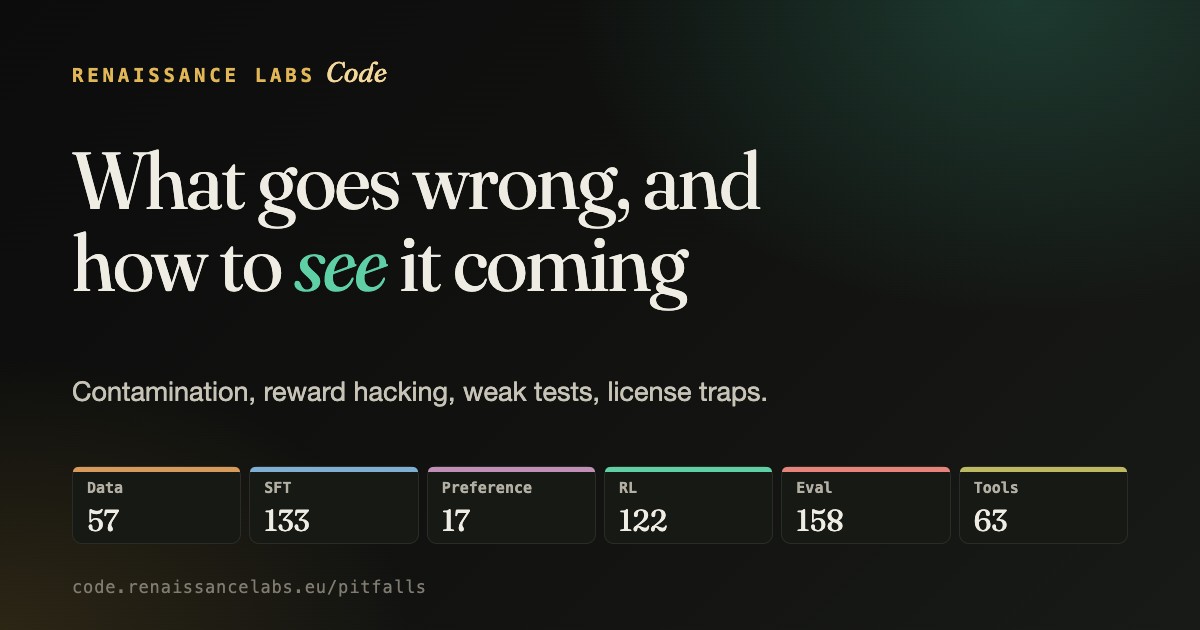 RENAISSANCE LABS Code
What goes wrong, and
how to see it coming
Contamination, reward hacking, weak tests, license traps.
Data
57
SFT
133
Preference
17
RL
122
Eval
158
Tools
63
code.renaissancelabs.eu/pitfalls